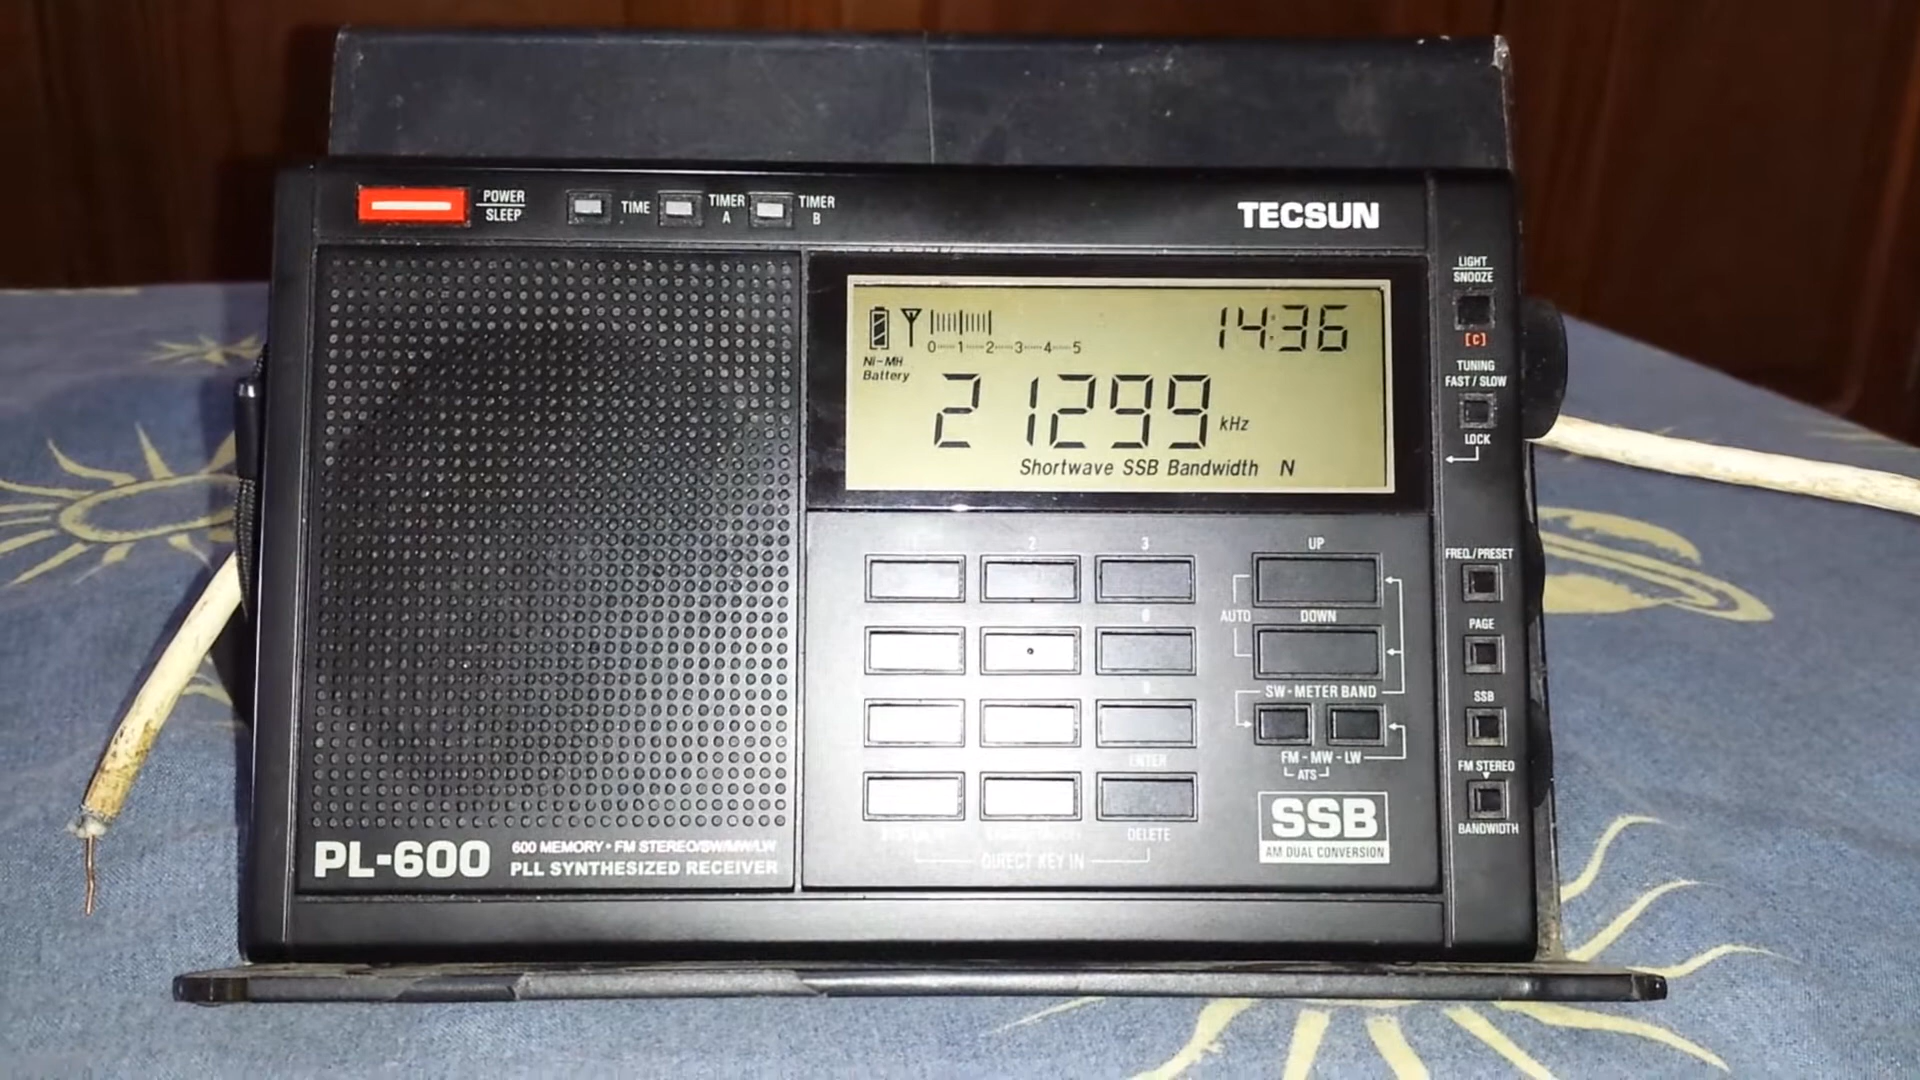 POWER
SLEEP
TIME
TIMER
A
TIMER
B
TECSUN
LIGHT
SNOOZE
[C]
TUNING
FAST / SLOW
LOCK
14:36
0 1 2 3 4 5
Ni-MH
Battery
21299 kHz
Shortwave SSB Bandwidth N
2 3
UP
FREQ./PRESET
AUTO
DOWN
PAGE
SW - METER BAND
SSB
FM - MW - LW
ATS
ENTER
FM STEREO
BANDWIDTH
SSB
AM DUAL CONVERSION
DELETE
DIRECT KEY IN
PL-600
600 MEMORY • FM STEREO/SW/MW/LW
PLL SYNTHESIZED RECEIVER